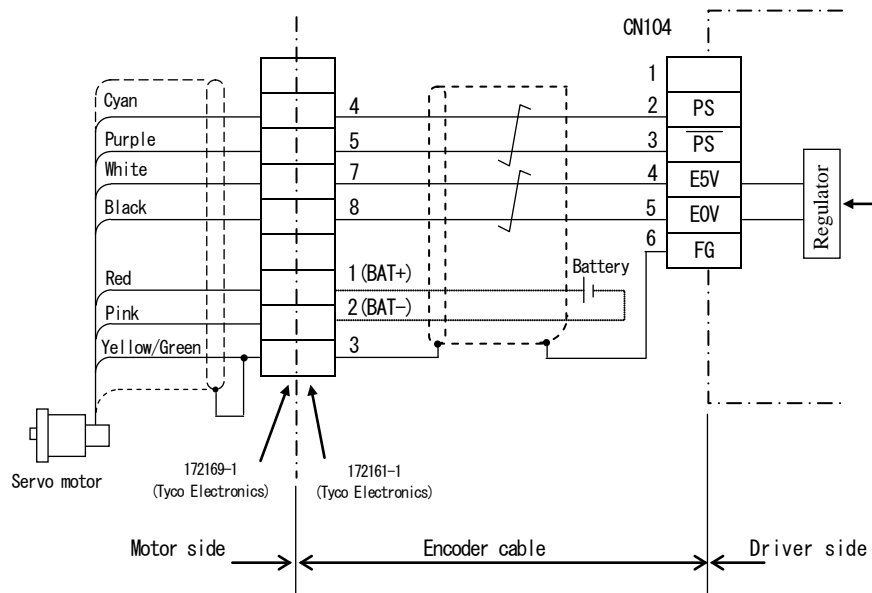 CN104
1
Cyan
4
2
PS
Purple
5
3
P̅S̅
White
7
4
E5V
Black
8
5
E0V
Regulator
6
FG
Red
1(BAT+)
Battery
Pink
2(BAT-)
Yellow/Green
3
172169-1
(Tyco Electronics)
172161-1
(Tyco Electronics)
Servo motor
Motor side
Encoder cable
Driver side